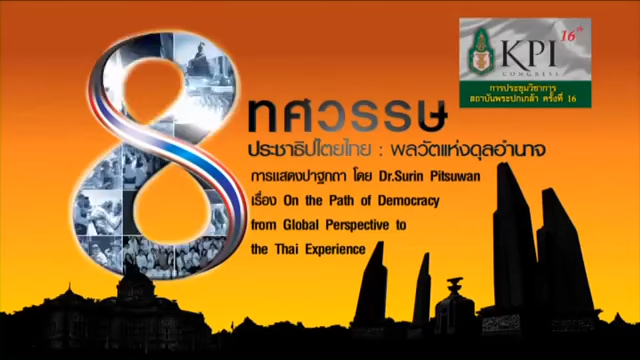 8
ทศวรรษ
ประชาธิปไตยไทย : พลวัตแห่งดุลอำนาจ
การแสดงปาฐกถา โดย Dr.Surin Pitsuwan
เรื่อง On the Path of Democracy
from Global Perspective to
the Thai Experience
16th
KPI
CONGRESS
การประชุมวิชาการ
สถาบันพระปกเกล้า ครั้งที่ 16